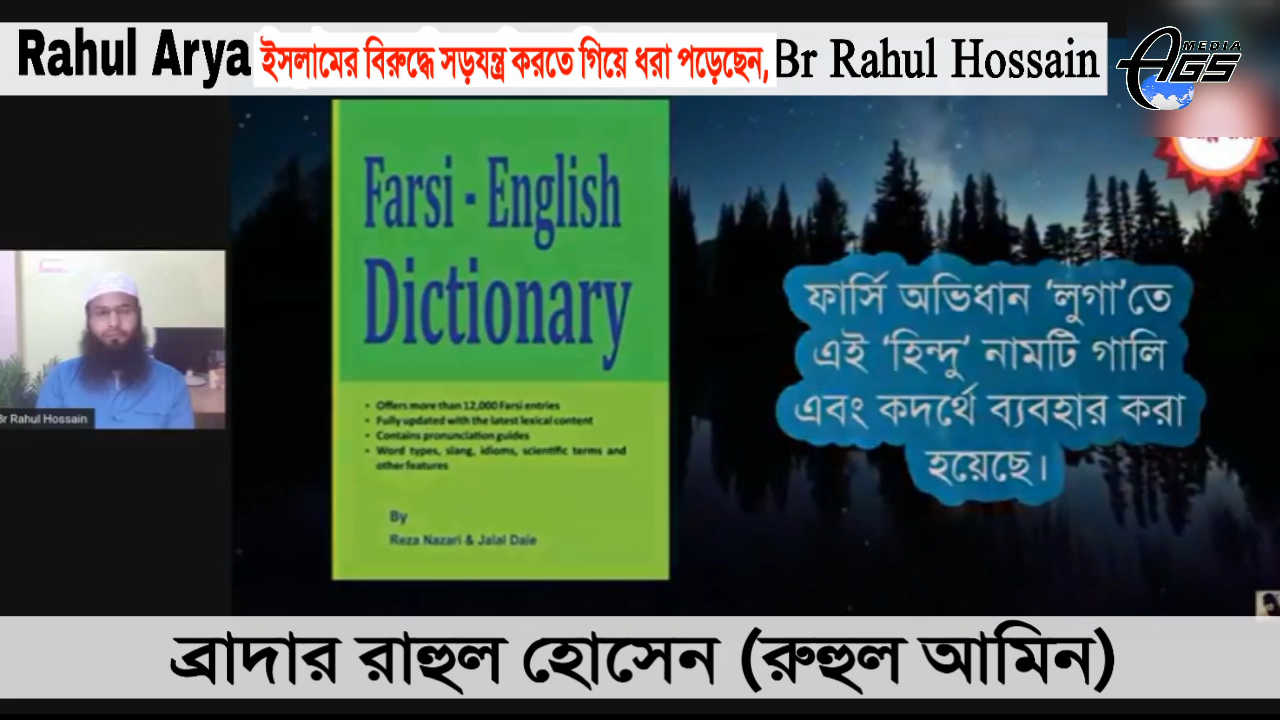 Rahul Arya ইসলামের বিরুদ্ধে সড়যন্ত্র করতে গিয়ে ধরা পড়েছেন, Br Rahul Hossain
MEDIA
AGS
Farsi - English
Dictionary
• Offers more than 12,000 Farsi entries
• Fully updated with the latest lexical content
• Contains pronunciation guides
• Word types, slang, idioms, scientific terms and
other features
By
Reza Nazari & Jalal Daie
ফার্সি অভিধান ‘লুগা’তে
এই ‘হিন্দু’ নামটি গালি
এবং কদর্থে ব্যবহার করা
হয়েছে।
Br Rahul Hossain
ব্রাদার রাহুল হোসেন (রুহুল আমিন)